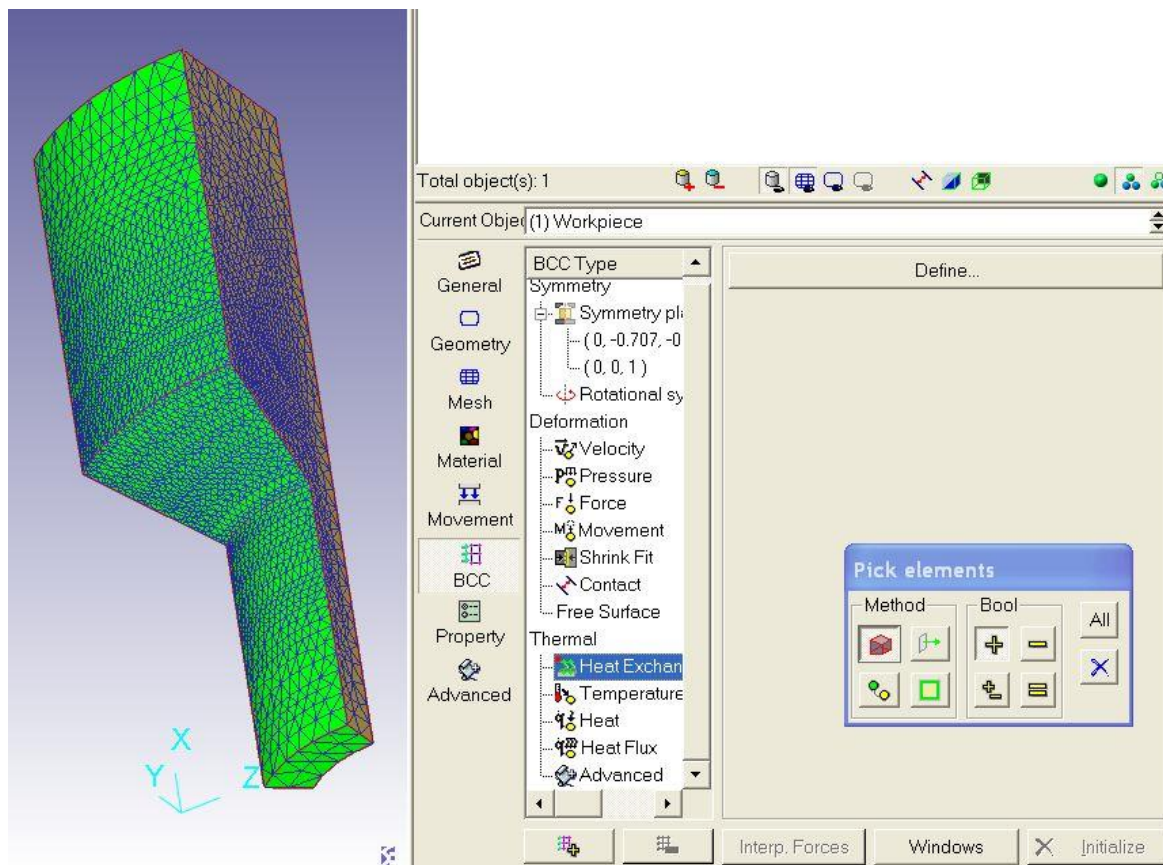 Total object(s): 1
Current Objec
(1) Workpiece
General
Geometry
Mesh
Material
Movement
BCC
Property
Advanced
BCC Type
Symmetry
Symmetry pla
( 0, -0.707, -0
( 0, 0, 1 )
Rotational sy
Deformation
Velocity
Pressure
Force
Movement
Shrink Fit
Contact
Free Surface
Thermal
Heat Exchan
Temperature
Heat
Heat Flux
Advanced
Define...
Pick elements
Method
Bool
All
Interp. Forces
Windows
Initialize
X
Y
Z